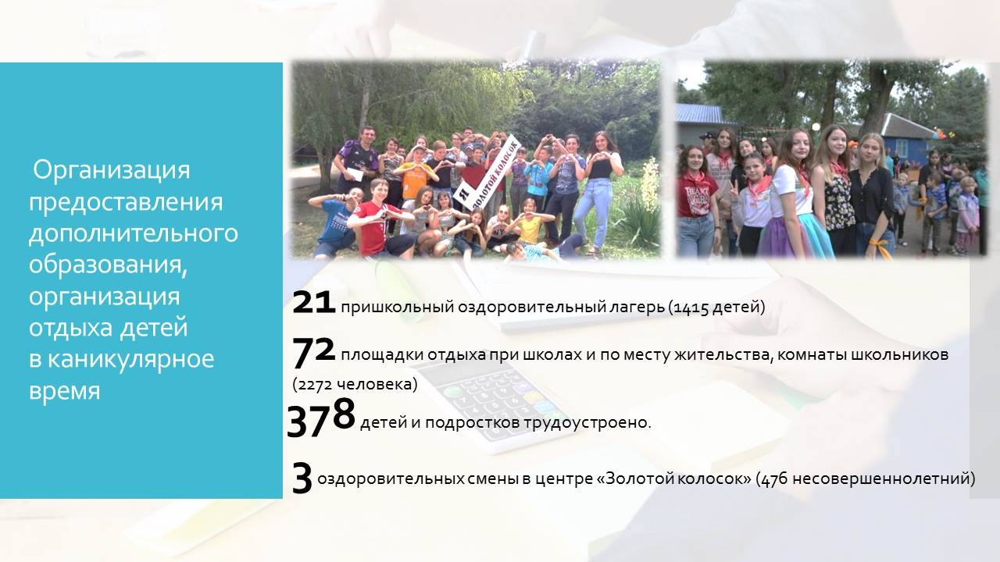 Организация
предоставления
дополнительного
образования,
организация
отдыха детей
в каникулярное
время
Я
ЗОЛОТОЙ КОЛОСОК
21 пришкольный оздоровительный лагерь (1415 детей)
72 площадки отдыха при школах и по месту жительства, комнаты школьников
(2272 человека)
378 детей и подростков трудоустроено.
3 оздоровительных смены в центре «Золотой колосок» (476 несовершеннолетний)